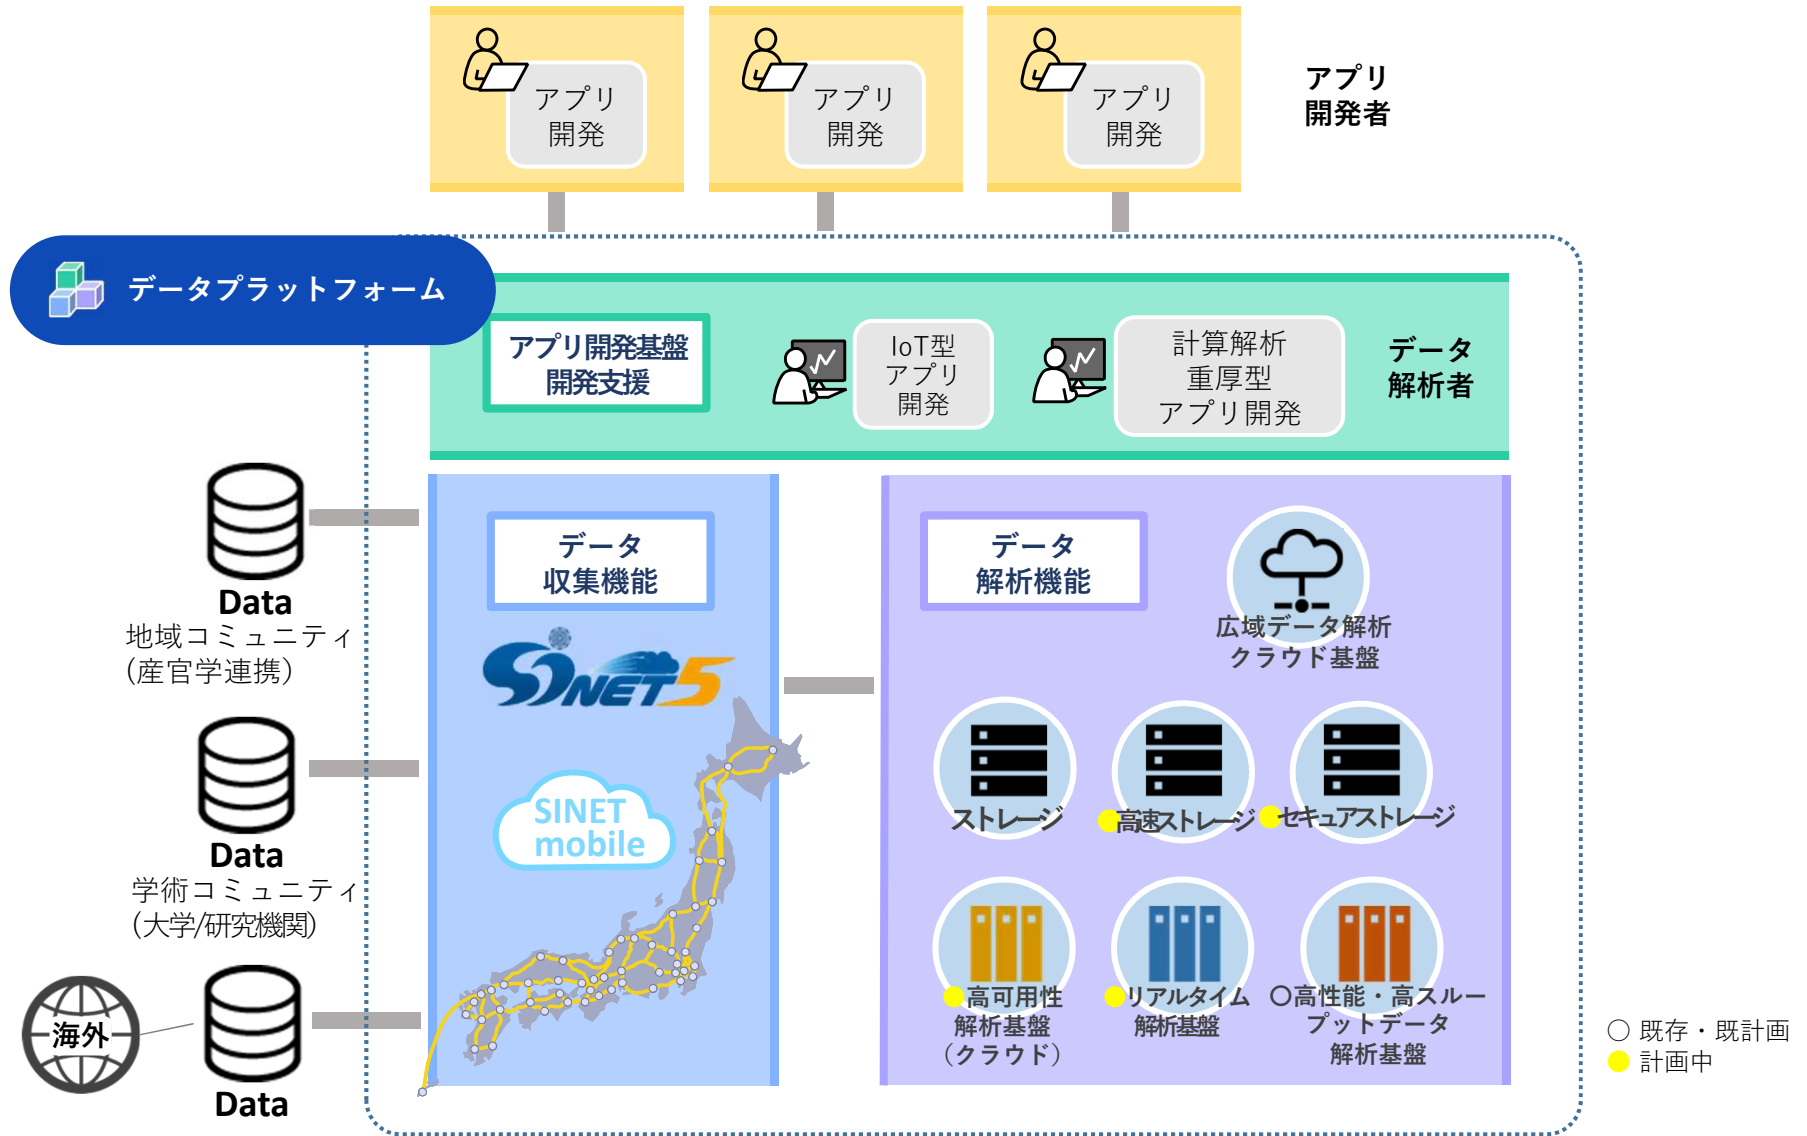 アプリ
開発
アプリ
開発
アプリ
開発
アプリ
開発者
データプラットフォーム
アプリ開発基盤
開発支援
IoT型
アプリ
開発
計算解析
重厚型
アプリ開発
データ
解析者
Data
地域コミュニティ
(産官学連携)
Data
学術コミュニティ
(大学/研究機関)
海外
Data
データ
収集機能
SINET5
SINET
mobile
データ
解析機能
広域データ解析
クラウド基盤
ストレージ
高速ストレージ
セキュアストレージ
高可用性
解析基盤
（クラウド）
リアルタイム
解析基盤
〇高性能・高スルー
プットデータ
解析基盤
〇 既存・既計画
● 計画中